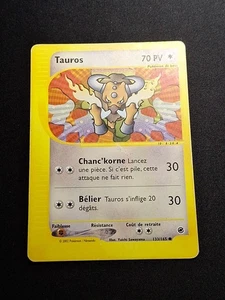 Tauros 70 PV
Chanc'korne Lancez
une pièce. Si c'est pile, cette
attaque ne fait rien.
30
Bélier Tauros s'inflige 20
dégâts.
30
Faiblesse Résistance Coût de retraite